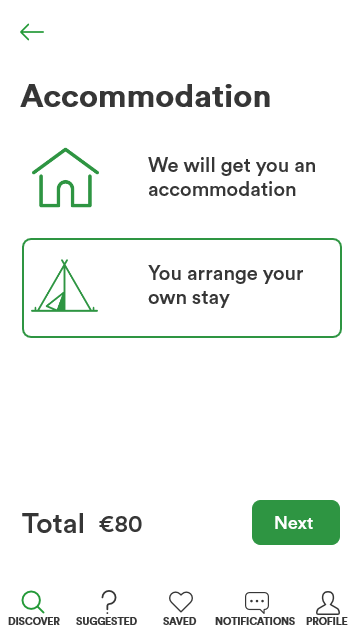 Accommodation
We will get you an
accommodation
You arrange your
own stay
Total €80
Next
DISCOVER SUGGESTED SAVED NOTIFICATIONS PROFILE